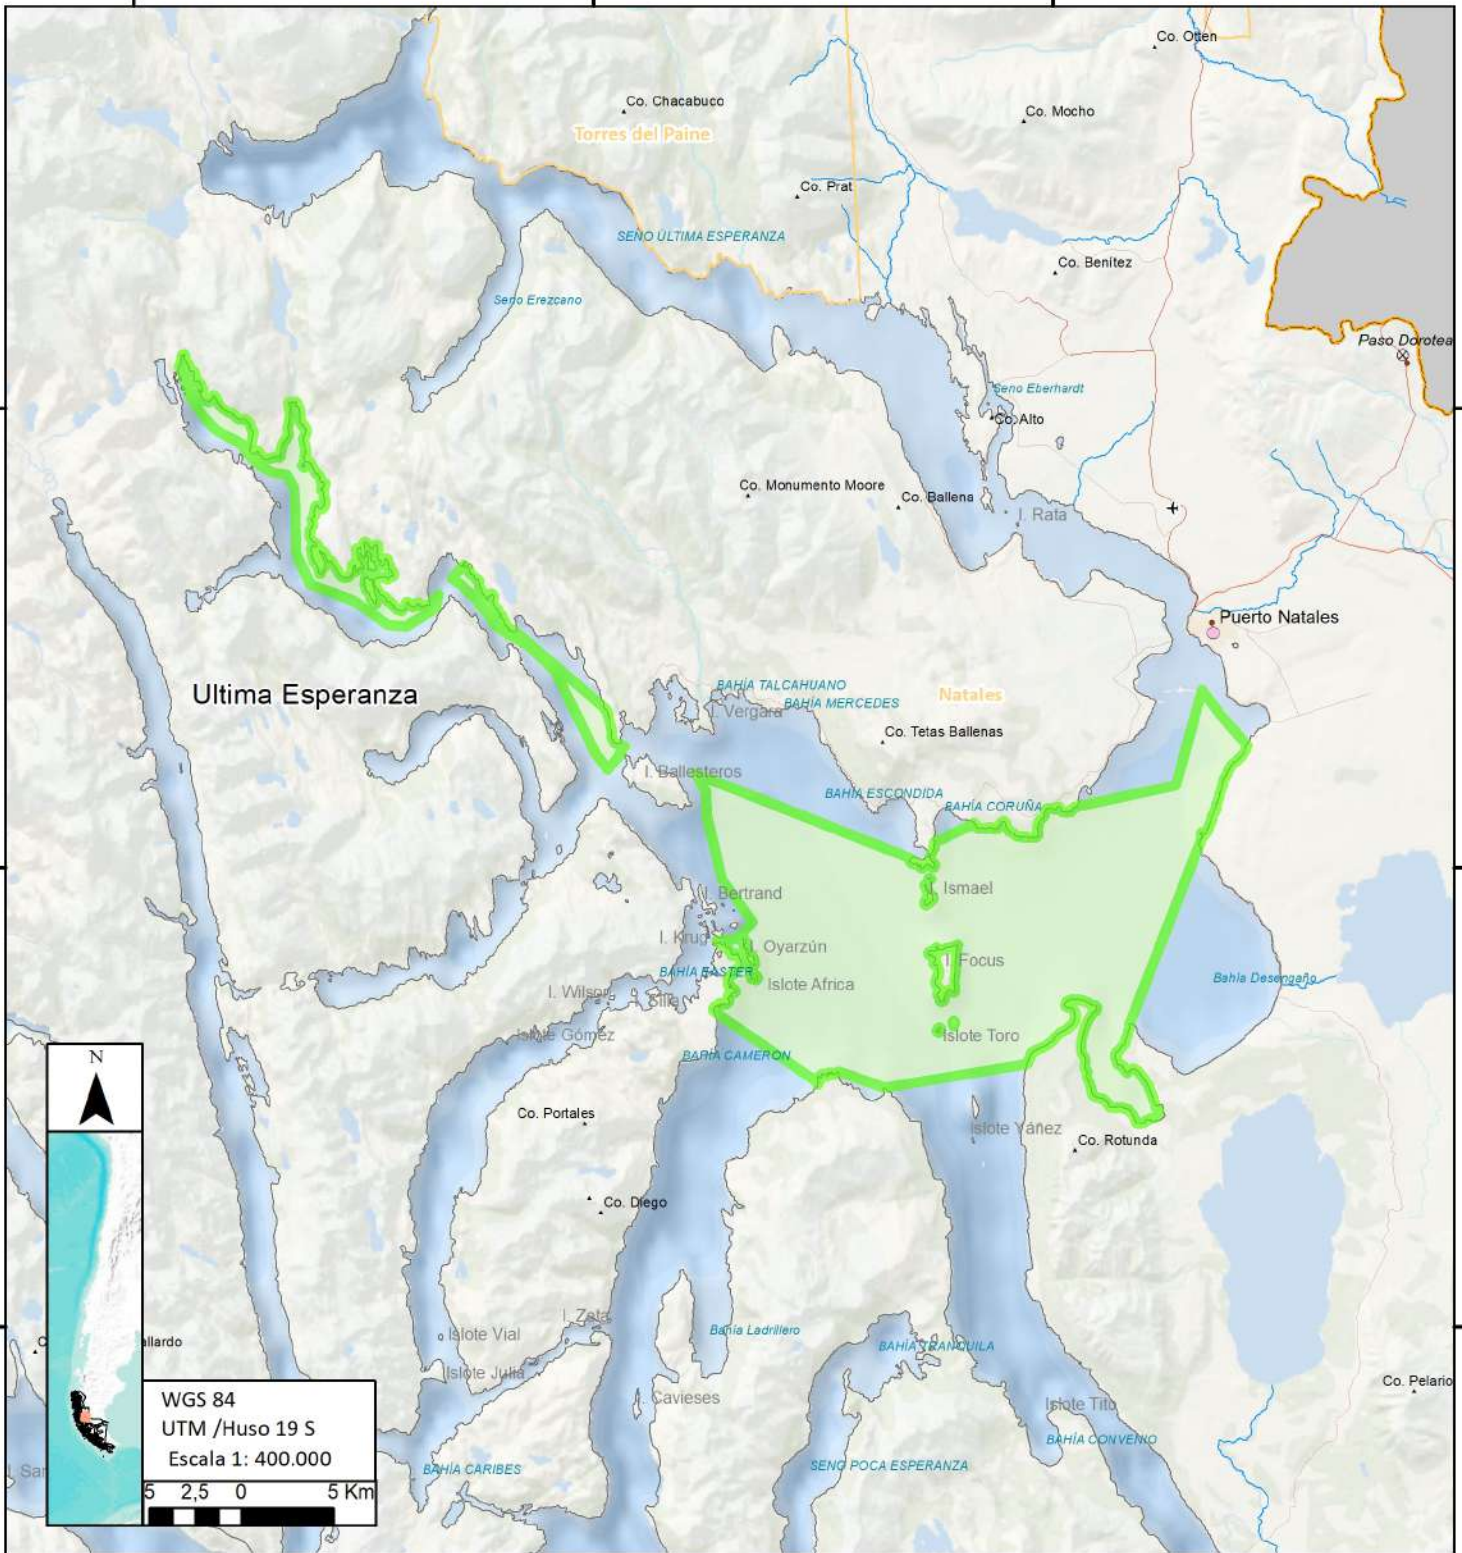 Co. Otten
Co. Chacabuco
Co. Mocho
Torres del Paine
Co. Prat
SENO ÚLTIMA ESPERANZA
Co. Benítez
Seno Erezcano
Paso Dorotea
Seno Eberhardt
Co. Alto
Co. Monumento Moore
Co. Ballena
I. Rata
Puerto Natales
Ultima Esperanza
BAHÍA TALCAHUANO
Natales
BAHÍA MERCEDES
I. Vergara
Co. Tetas Ballenas
I. Ballesteros
BAHÍA ESCONDIDA
BAHÍA CORUÑA
I. Ismael
I. Bertrand
I. Krug
I. Oyarzún
I. Focus
BAHÍA EASTER
Islote Africa
Bahía Desengaño
I. Wilson
I. Silla
Islote Gómez
Islote Toro
BAHÍA CAMERON
N
Co. Portales
Islote Yáñez
Co. Rotunda
Co. Diego
I. Zeta
Islote Vial
Bahía Ladrillero
BAHÍA TRANQUILA
C
allardo
Islote Julia
Co. Pelario
I. Cavieses
Islote Tito
WGS 84
UTM /Huso 19 S
Escala 1: 400.000
BAHÍA CONVENIO
BAHÍA CARIBES
SENO POCA ESPERANZA
I. Sar
5 2,5 0 5 Km